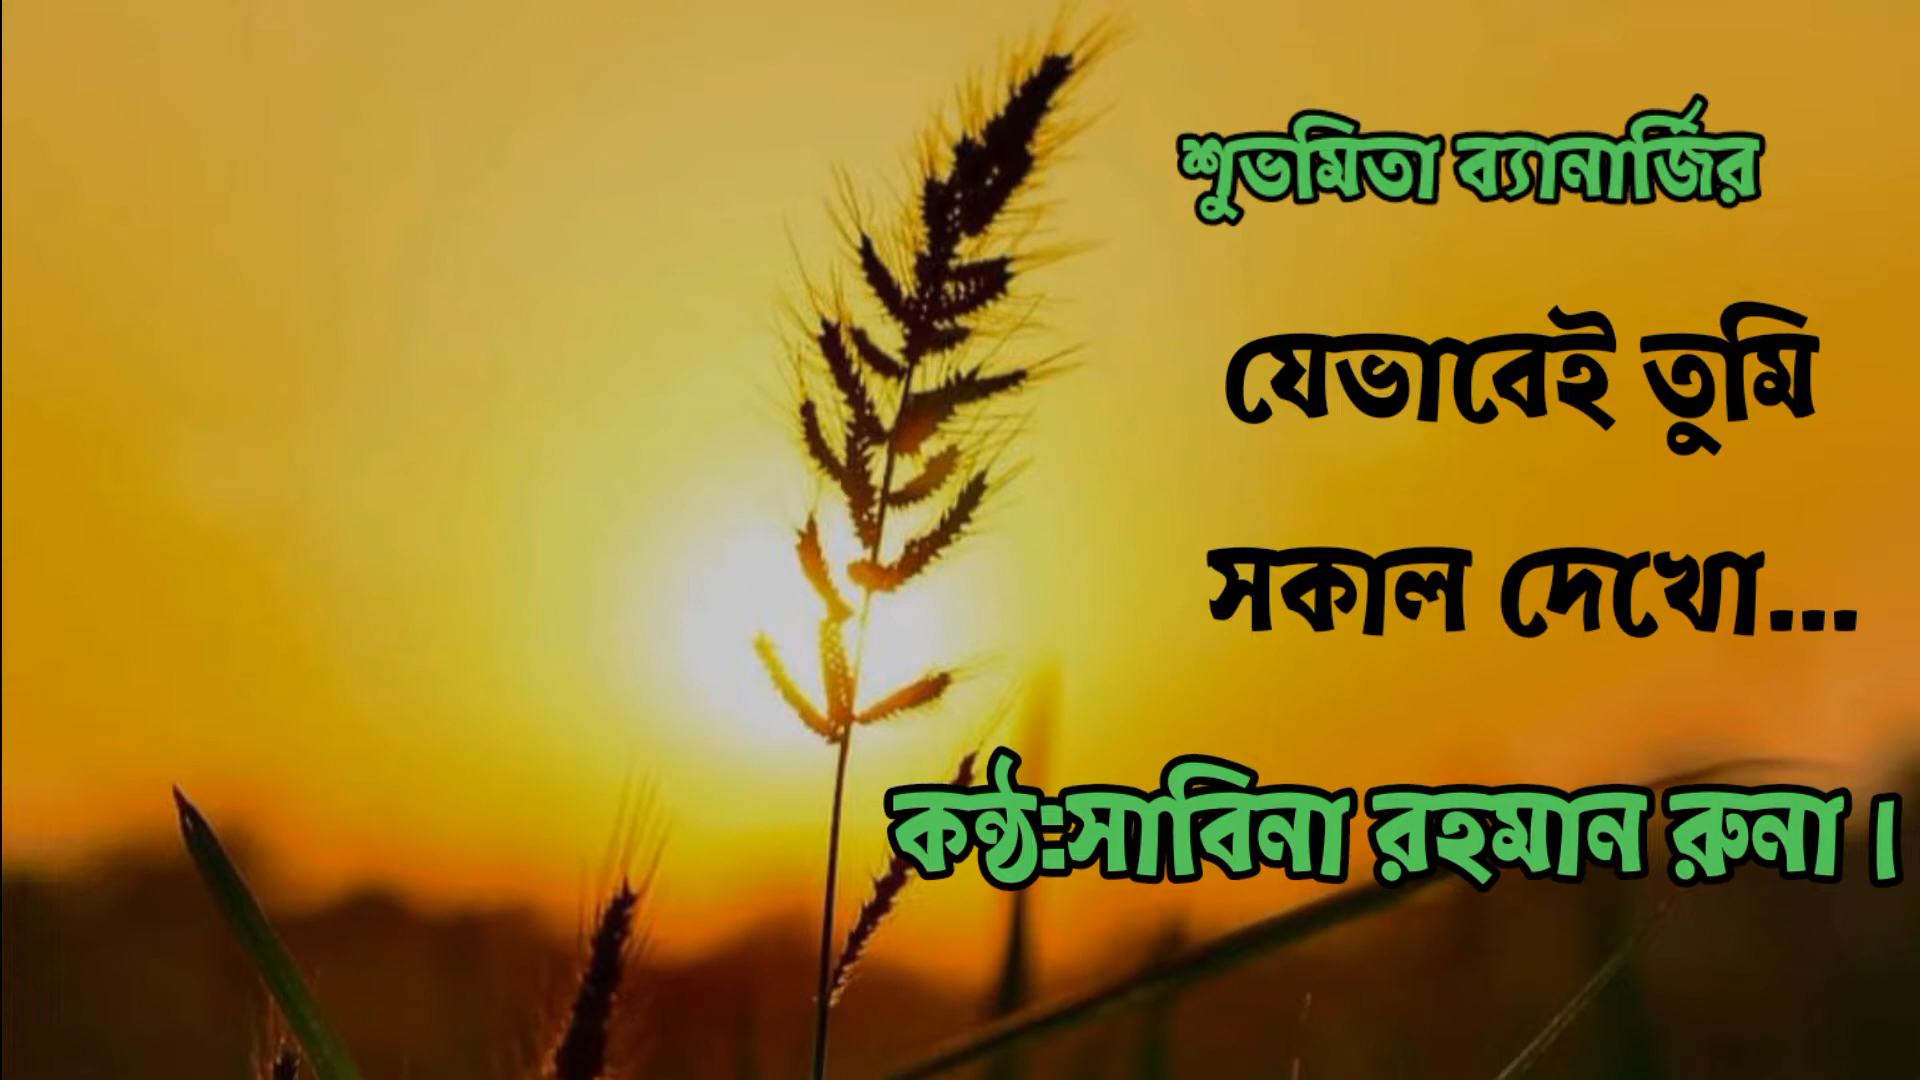 শুভমিতা ব্যানার্জির
যেভাবেই তুমি
সকাল দেখো...
কন্ঠ:সাবিনা রহমান রুনা।